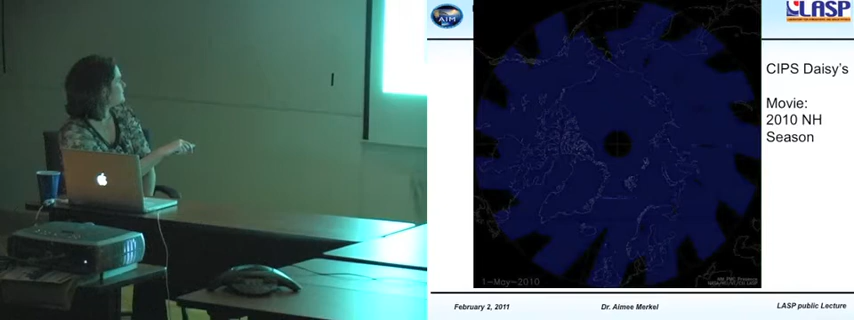 AIM
LASP
CIPS Daisy's
Movie:
2010 NH
Season
1-May-2010
February 2, 2011
Dr. Aimee Merkel
LASP public Lecture